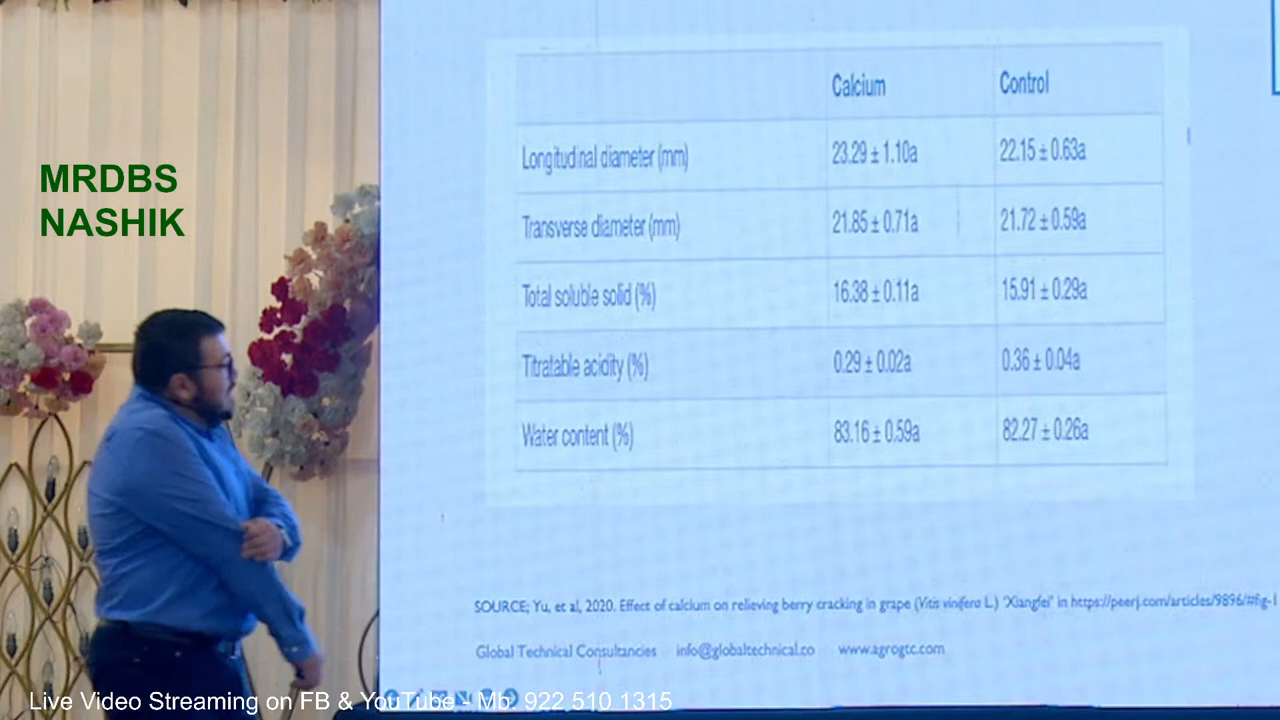 MRDBS
NASHIK
Calcium Control
Longitudinal diameter (mm) 23.29 ± 1.10a 22.15 ± 0.63a
Transverse diameter (mm) 21.85 ± 0.71a 21.72 ± 0.59a
Total soluble solid (%) 16.38 ± 0.11a 15.91 ± 0.29a
Titratable acidity (%) 0.29 ± 0.02a 0.36 ± 0.04a
Water content (%) 83.16 ± 0.59a 82.27 ± 0.26a
SOURCE; Yu, et al, 2020. Effect of calcium on relieving berry cracking in grape (Vitis vinifera L.) "Xiangfei" in https://peerj.com/articles/9896/#fig-1
Global Technical Consultancies info@globaltechnical.co www.agrogtc.com
Live Video Streaming on FB & YouTube - Mb. 922 510 1315